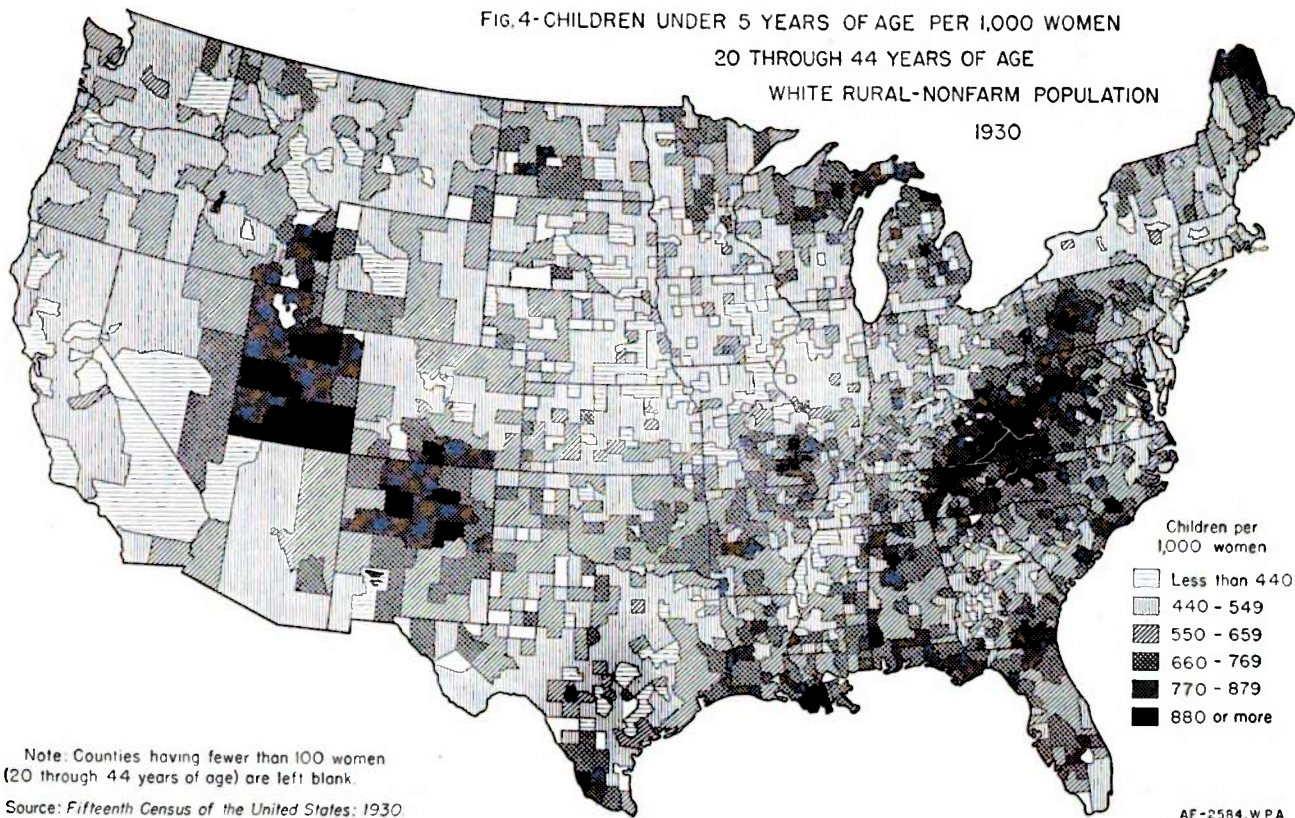 FIG. 4- CHILDREN UNDER 5 YEARS OF AGE PER 1,000 WOMEN
20 THROUGH 44 YEARS OF AGE
WHITE RURAL-NONFARM POPULATION
1930
Children per
1,000 women
Less than 440
440 - 549
550 - 659
660 - 769
770 - 879
880 or more
Note: Counties having fewer than 100 women
(20 through 44 years of age) are left blank.
Source: Fifteenth Census of the United States: 1930.
AF-2584, W.P.A.